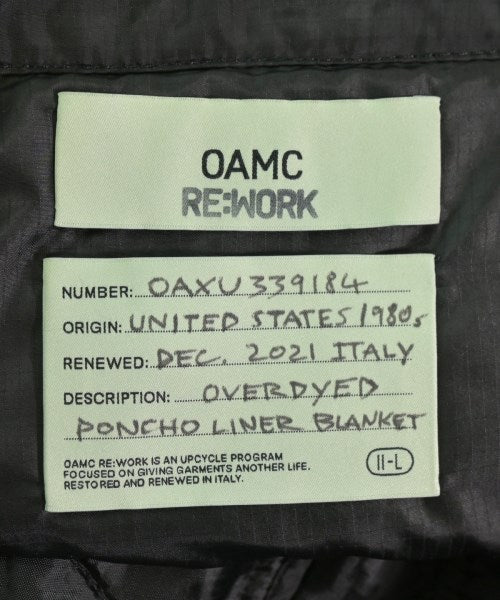 OAMC
RE:WORK
NUMBER: OAXU339184
ORIGIN: UNITED STATES/1980s
RENEWED: DEC. 2021 ITALY
DESCRIPTION: OVERDYED
PONCHO LINER BLANKET
OAMC RE:WORK IS AN UPCYCLE PROGRAM
FOCUSED ON GIVING GARMENTS ANOTHER LIFE.
RESTORED AND RENEWED IN ITALY.
II-L